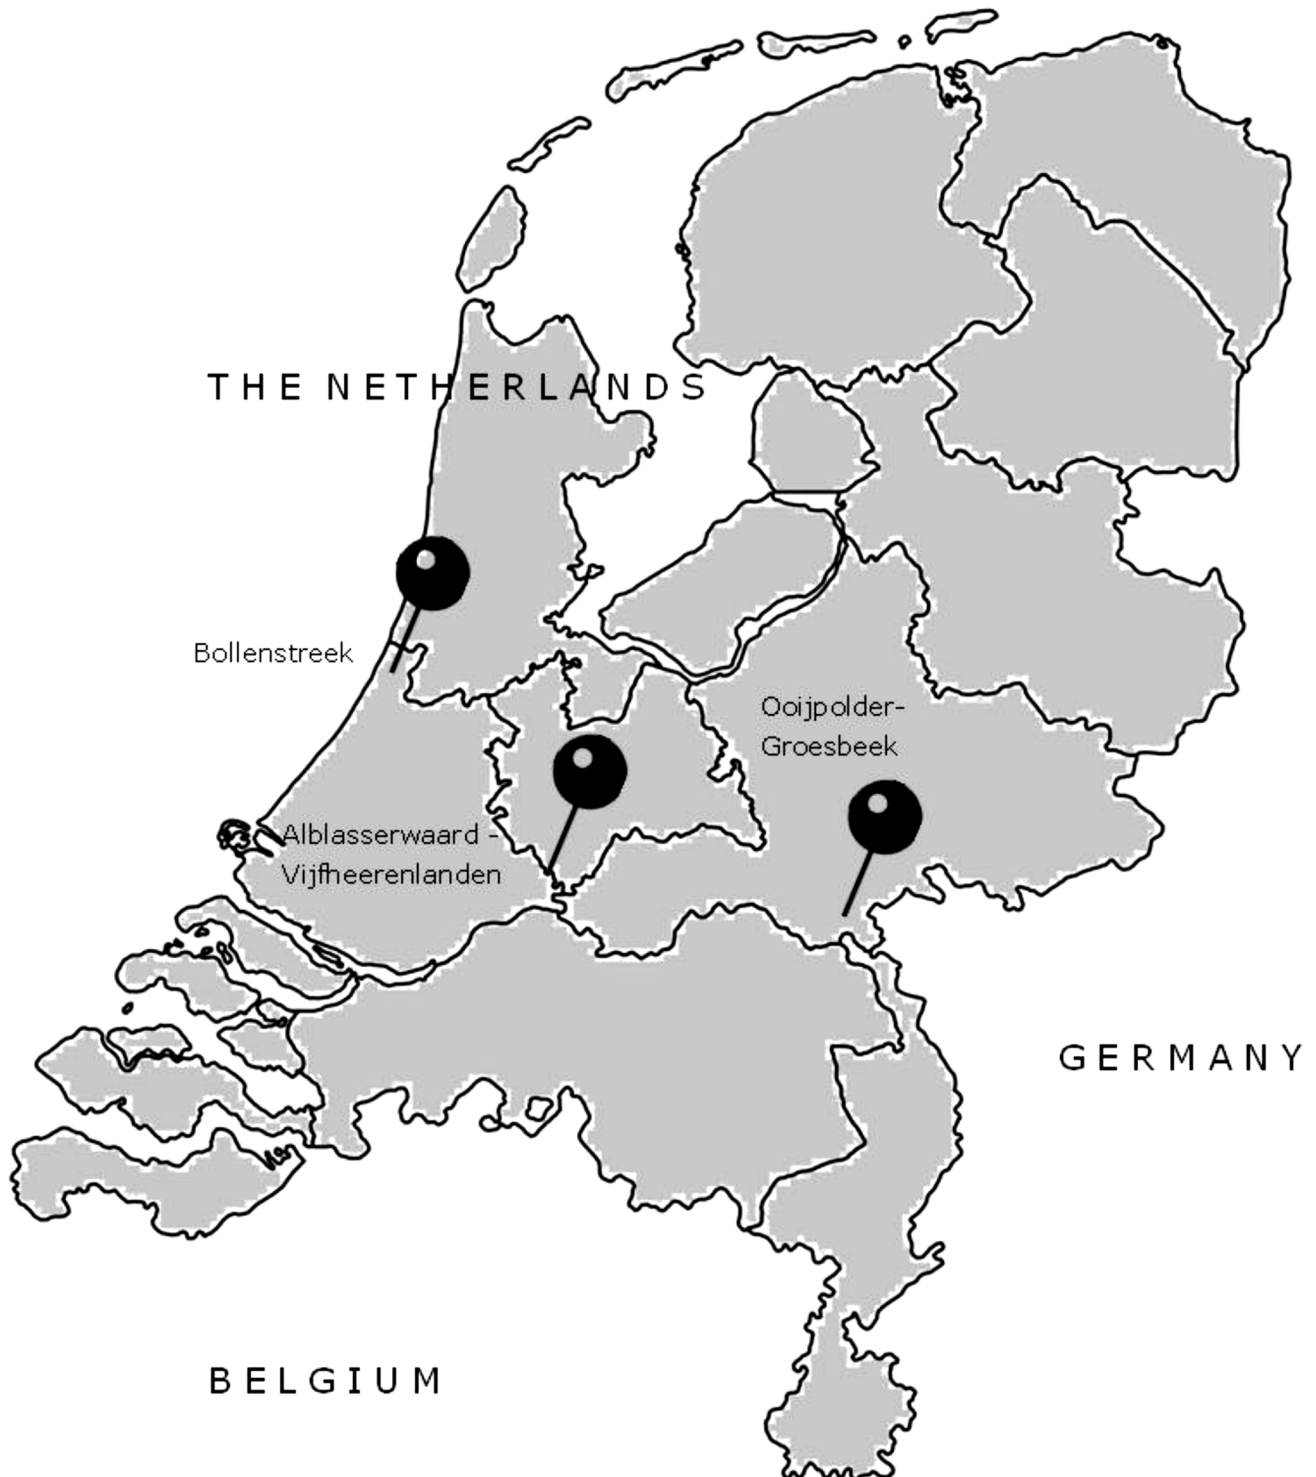 THE NETHERLANDS
Bollenstreek
Ooijpolder-
Groesbeek
Alblasserwaard -
Vijfheerenlanden
GERMANY
BELGIUM